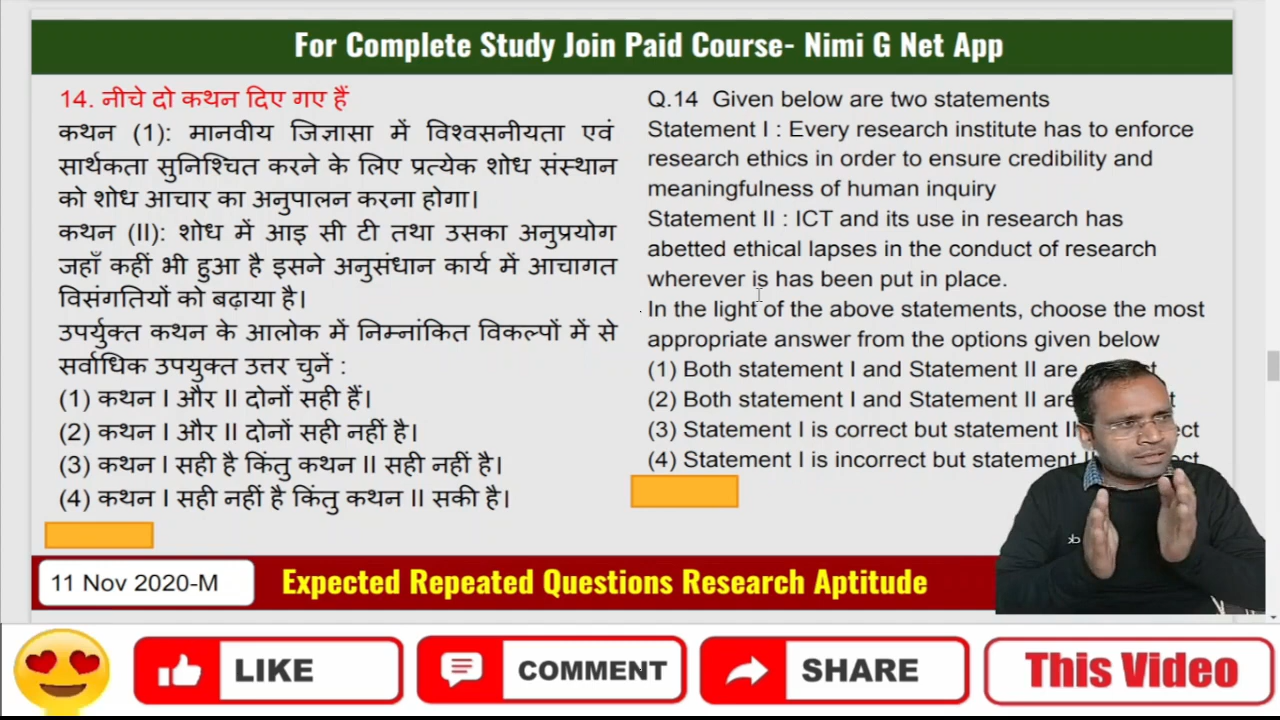 For Complete Study Join Paid Course- Nimi G Net App
14. नीचे दो कथन दिए गए हैं
कथन (1): मानवीय जिज्ञासा में विश्वसनीयता एवं
सार्थकता सुनिश्चित करने के लिए प्रत्येक शोध संस्थान
को शोध आचार का अनुपालन करना होगा।
कथन (II): शोध में आइ सी टी तथा उसका अनुप्रयोग
जहाँ कहीं भी हुआ है इसने अनुसंधान कार्य में आचागत
विसंगतियों को बढ़ाया है।
उपर्युक्त कथन के आलोक में निम्नांकित विकल्पों में से
सर्वाधिक उपयुक्त उत्तर चुनें :
(1) कथन I और II दोनों सही हैं।
(2) कथन I और II दोनों सही नहीं है।
(3) कथन I सही है किंतु कथन II सही नहीं है।
(4) कथन I सही नहीं है किंतु कथन II सकी है।
Q.14 Given below are two statements
Statement I : Every research institute has to enforce
research ethics in order to ensure credibility and
meaningfulness of human inquiry
Statement II : ICT and its use in research has
abetted ethical lapses in the conduct of research
wherever is has been put in place.
In the light of the above statements, choose the most
appropriate answer from the options given below
(1) Both statement I and Statement II are
(2) Both statement I and Statement II are
(3) Statement I is correct but statement
(4) Statement I is incorrect but statement
11 Nov 2020-M
Expected Repeated Questions Research Aptitude
LIKE
COMMENT
SHARE
This Video